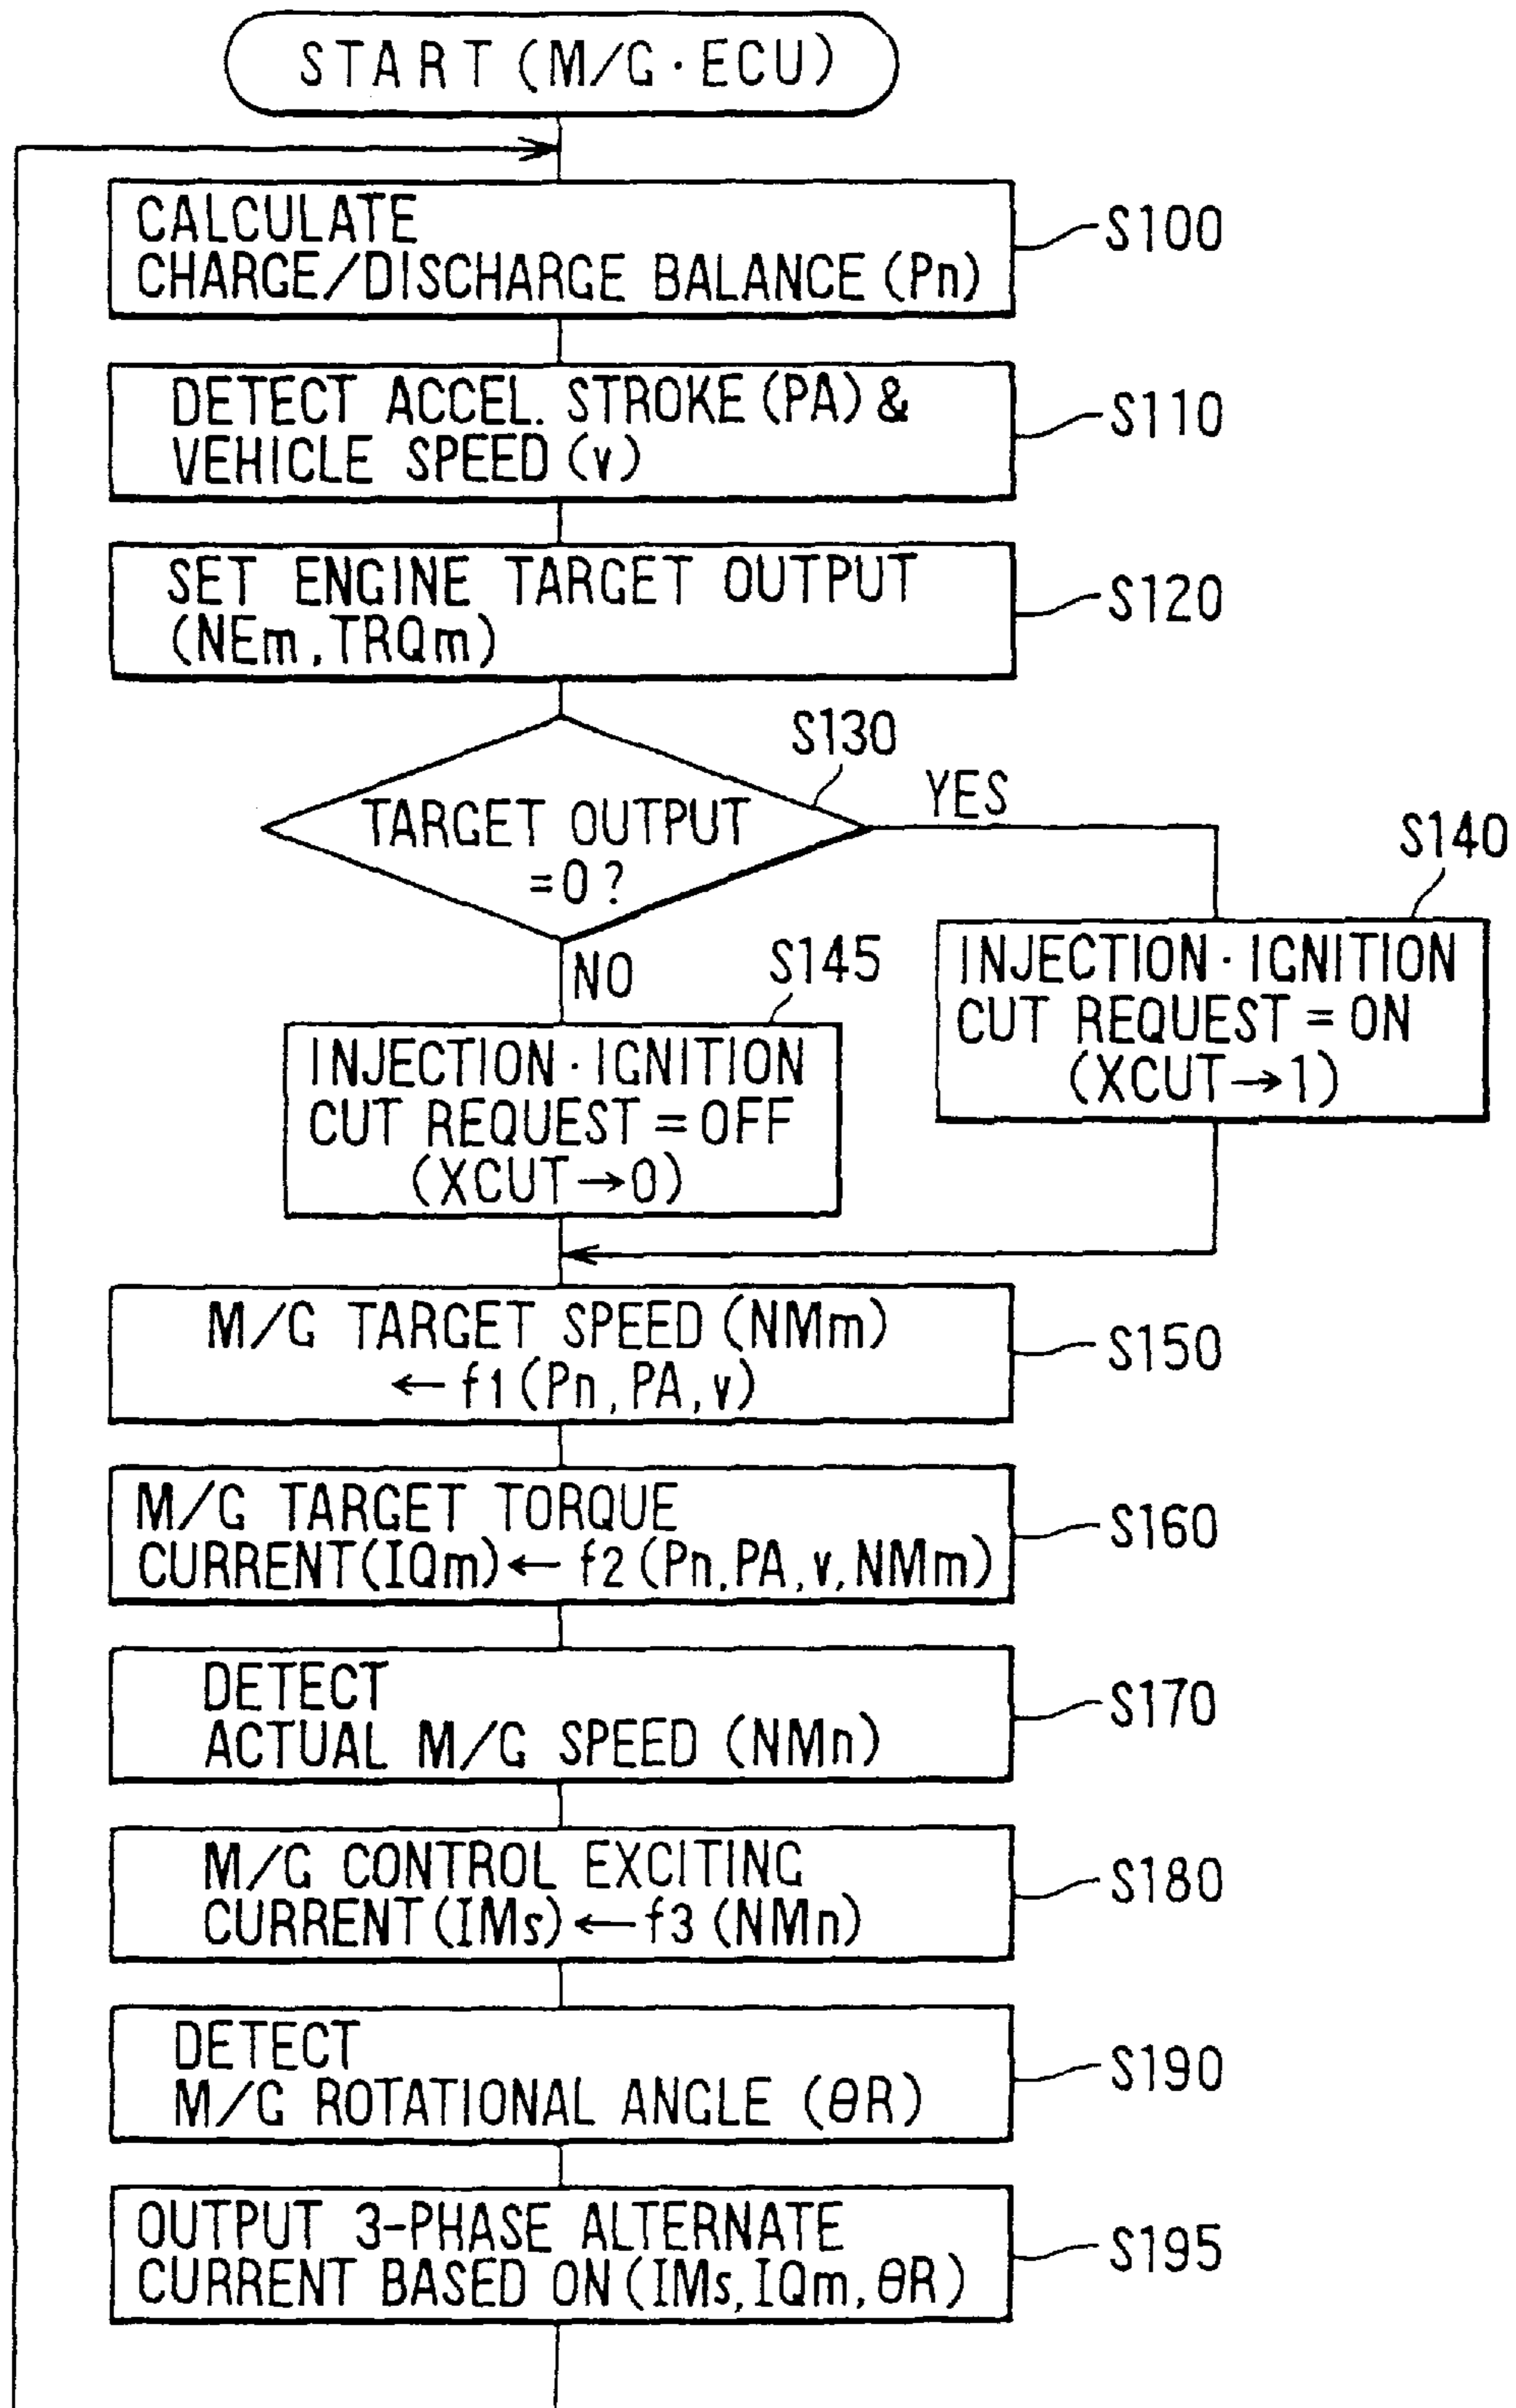 START (M/G·ECU)
CALCULATE
CHARGE/DISCHARGE BALANCE (Pn)
S100
DETECT ACCEL. STROKE (PA) &
VEHICLE SPEED (v)
S110
SET ENGINE TARGET OUTPUT
(NEm, TRQm)
S120
S130
TARGET OUTPUT
=0?
YES
NO
S140
INJECTION·IGNITION
CUT REQUEST = ON
(XCUT→1)
S145
INJECTION·IGNITION
CUT REQUEST = OFF
(XCUT→0)
M/G TARGET SPEED (NMm)
← f1 (Pn, PA, v)
S150
M/G TARGET TORQUE
CURRENT(IQm) ← f2 (Pn, PA, v, NMm)
S160
DETECT
ACTUAL M/G SPEED (NMn)
S170
M/G CONTROL EXCITING
CURRENT (IMs) ← f3 (NMn)
S180
DETECT
M/G ROTATIONAL ANGLE (θR)
S190
OUTPUT 3-PHASE ALTERNATE
CURRENT BASED ON (IMs, IQm, θR)
S195